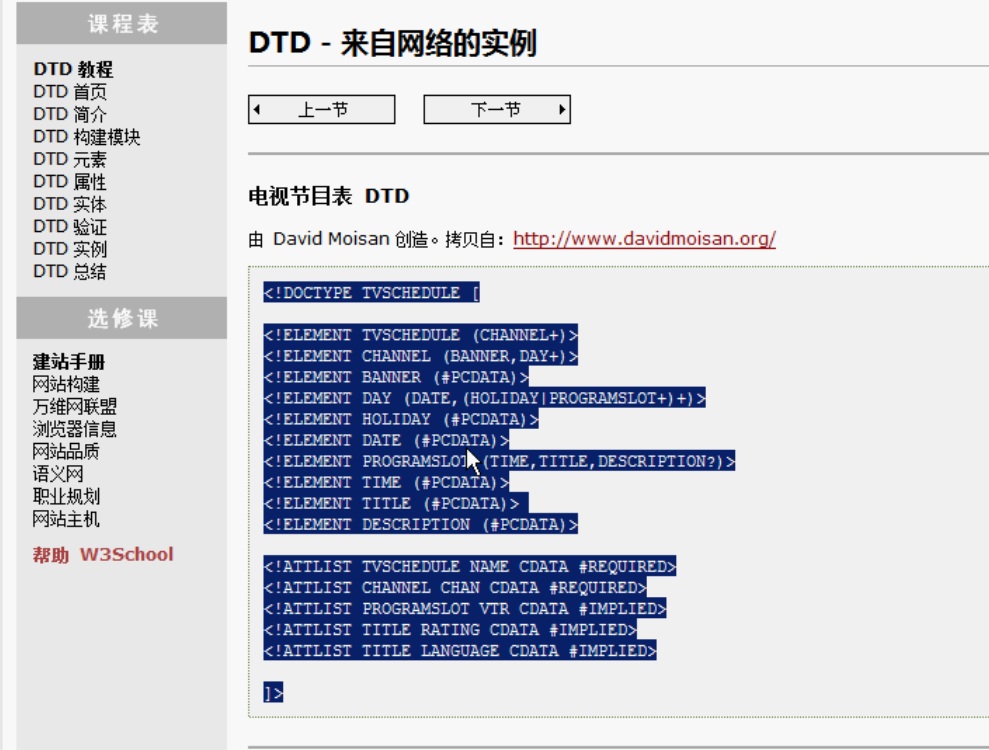 课程表
DTD 教程
DTD 首页
DTD 简介
DTD 构建模块
DTD 元素
DTD 属性
DTD 实体
DTD 验证
DTD 实例
DTD 总结
选修课
建站手册
网站构建
万维网联盟
浏览器信息
网站品质
语义网
职业规划
网站主机
帮助 W3School
DTD - 来自网络的实例
上一节
下一节
电视节目表 DTD
由 David Moisan 创造。拷贝自：http://www.davidmoisan.org/
<!DOCTYPE TVSCHEDULE [
<!ELEMENT TVSCHEDULE (CHANNEL+)>
<!ELEMENT CHANNEL (BANNER,DAY+)>
<!ELEMENT BANNER (#PCDATA)>
<!ELEMENT DAY (DATE,(HOLIDAY|PROGRAMSLOT+)+)>
<!ELEMENT HOLIDAY (#PCDATA)>
<!ELEMENT DATE (#PCDATA)>
<!ELEMENT PROGRAMSLOT (TIME,TITLE,DESCRIPTION?)>
<!ELEMENT TIME (#PCDATA)>
<!ELEMENT TITLE (#PCDATA)>
<!ELEMENT DESCRIPTION (#PCDATA)>
<!ATTLIST TVSCHEDULE NAME CDATA #REQUIRED>
<!ATTLIST CHANNEL CHAN CDATA #REQUIRED>
<!ATTLIST PROGRAMSLOT VTR CDATA #IMPLIED>
<!ATTLIST TITLE RATING CDATA #IMPLIED>
<!ATTLIST TITLE LANGUAGE CDATA #IMPLIED>
]>